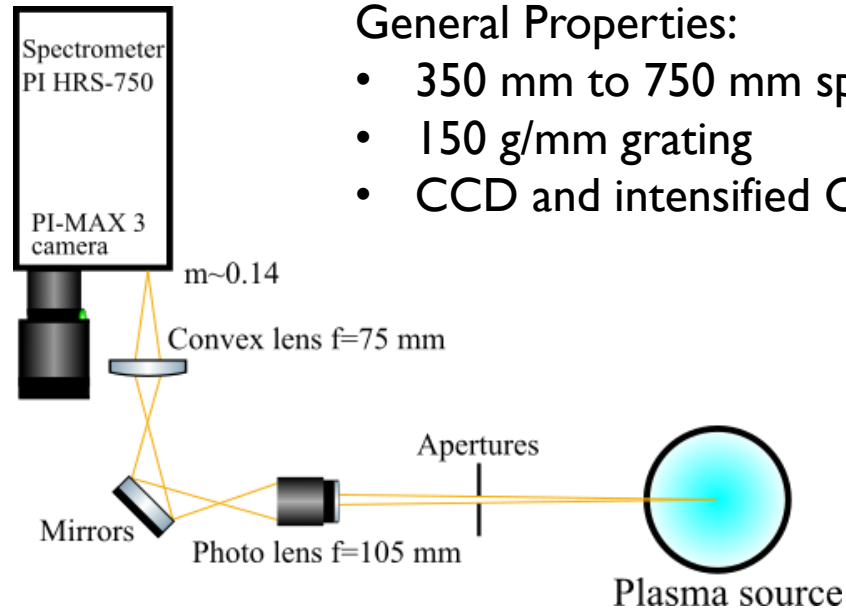 General Properties:
Spectrometer
PI HRS-750
• 350 mm to 750 mm
• 150 g/mm grating
• CCD and intensified
PI-MAX 3
camera
m~0.14
Convex lens f=75 mm
Apertures
Mirrors
Photo lens f=105 mm
Plasma source